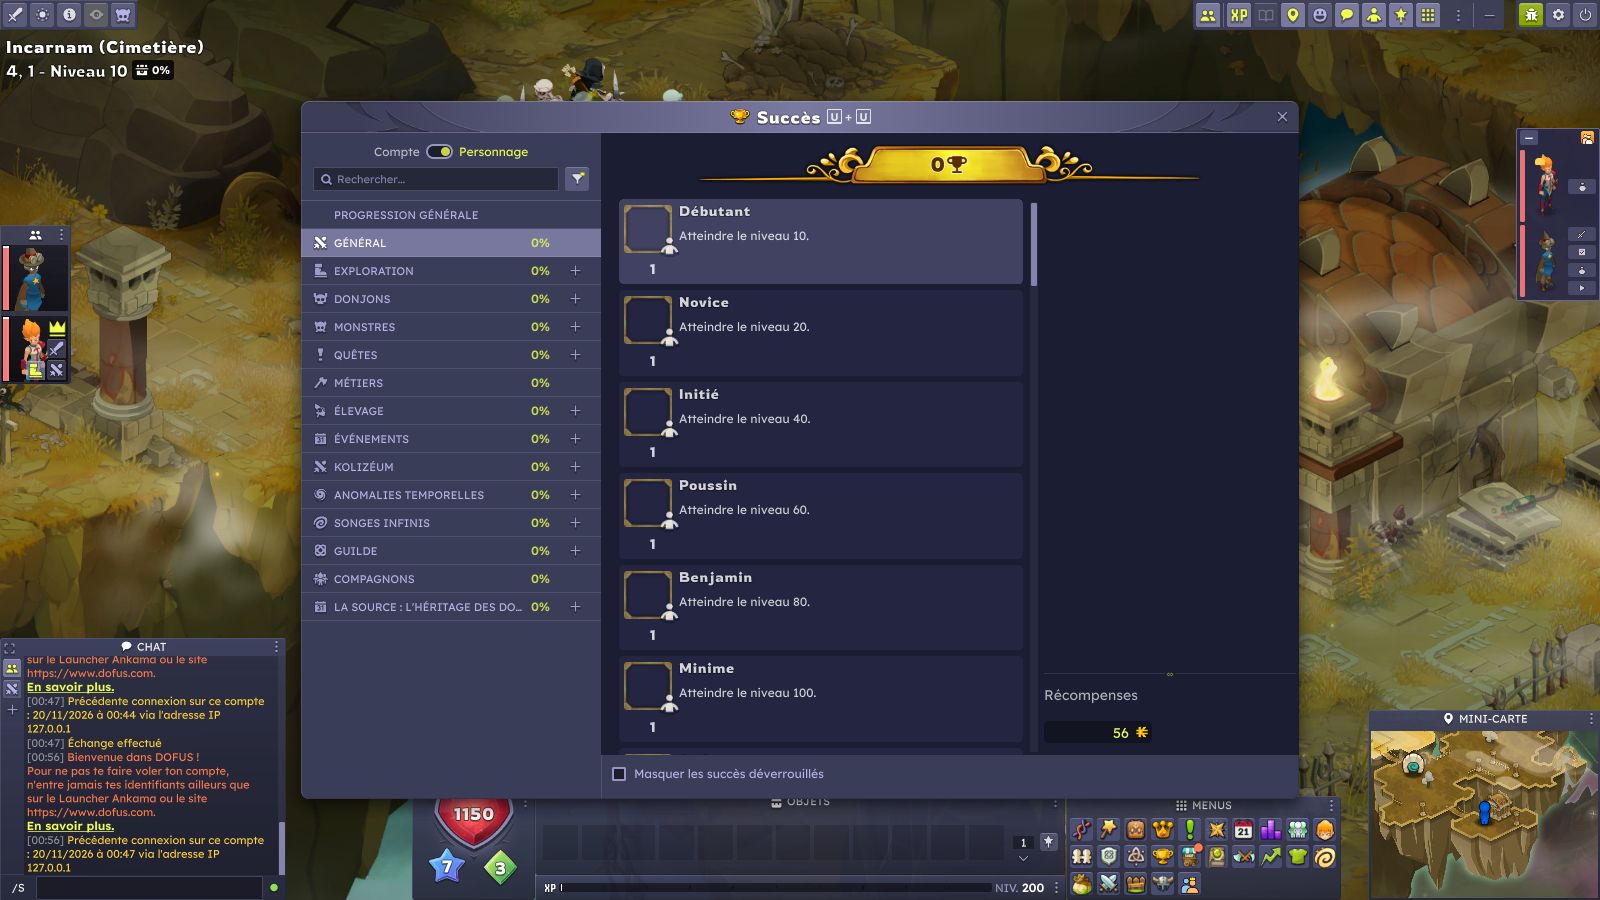 XP
Incarnam (Cimetière)
4, 1 - Niveau 10 0%
Succès U + U
Compte Personnage
Rechercher...
0
PROGRESSION GÉNÉRALE
GÉNÉRAL 0%
EXPLORATION 0% +
DONJONS 0% +
MONSTRES 0% +
QUÊTES 0% +
MÉTIERS 0%
ÉLEVAGE 0% +
ÉVÉNEMENTS 0% +
KOLIZÉUM 0% +
ANOMALIES TEMPORELLES 0% +
SONGES INFINIS 0% +
GUILDE 0% +
COMPAGNONS 0%
LA SOURCE : L'HÉRITAGE DES DO... 0% +
Débutant
Atteindre le niveau 10.
1
Novice
Atteindre le niveau 20.
1
Initié
Atteindre le niveau 40.
1
Poussin
Atteindre le niveau 60.
1
Benjamin
Atteindre le niveau 80.
1
Minime
Atteindre le niveau 100.
1
Récompenses
56
Masquer les succès déverrouillés
CHAT
sur le Launcher Ankama ou le site
https://www.dofus.com.
En savoir plus.
[00:47] Précédente connexion sur ce compte
: 20/11/2026 à 00:44 via l'adresse IP
127.0.0.1
[00:47] Échange effectué
[00:56] Bienvenue dans DOFUS !
Pour ne pas te faire voler ton compte,
n'entre jamais tes identifiants ailleurs que
sur le Launcher Ankama ou le site
https://www.dofus.com.
En savoir plus.
[00:56] Précédente connexion sur ce compte
: 20/11/2026 à 00:47 via l'adresse IP
127.0.0.1
/S
1150
7
3
OBJETS
1
XP NIV. 200
MENUS
21
MINI-CARTE